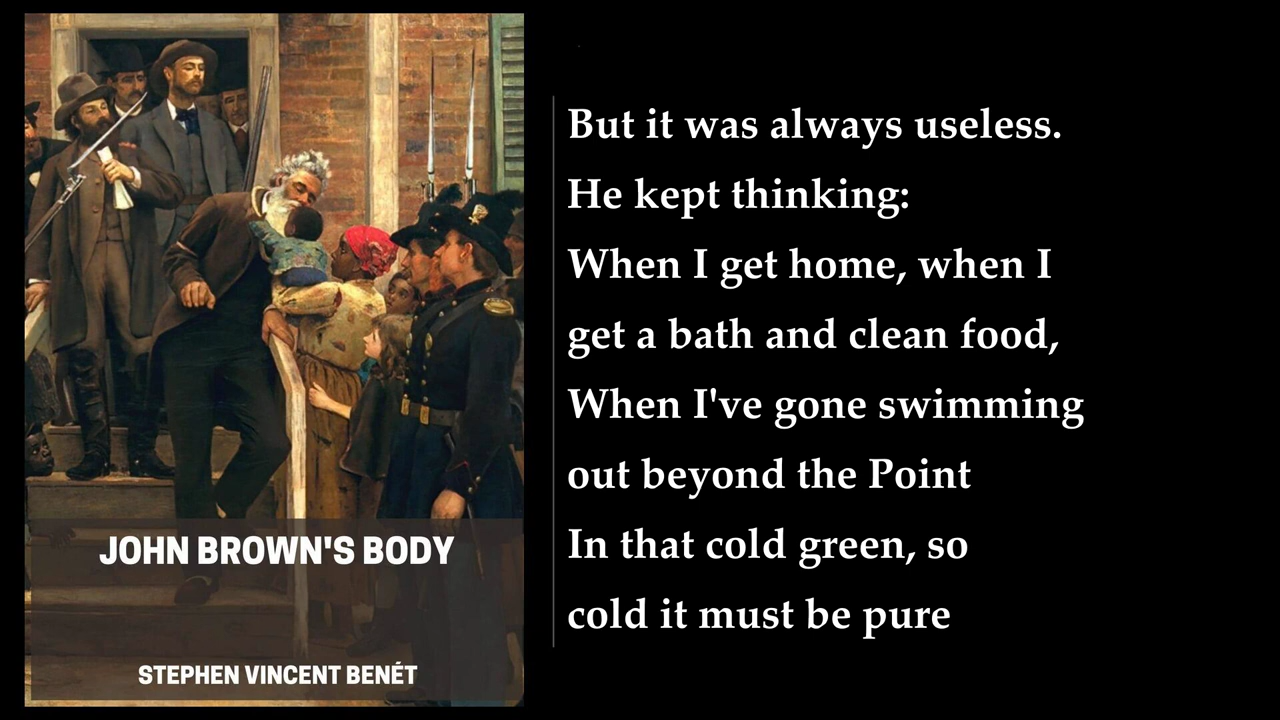 JOHN BROWN'S BODY
STEPHEN VINCENT BENÉT
But it was always useless.
He kept thinking:
When I get home, when I
get a bath and clean food,
When I've gone swimming
out beyond the Point
In that cold green, so
cold it must be pure